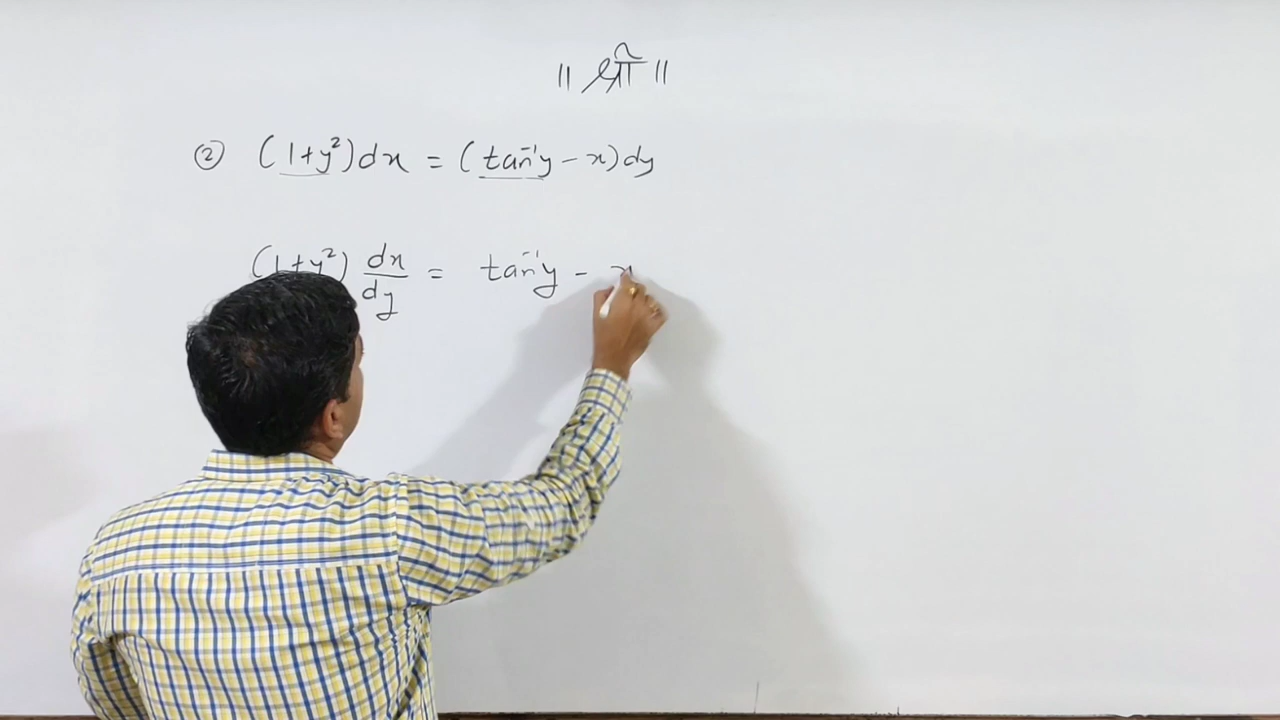 || श्री ||
② (1+y²)dx = (tan⁻¹y − x)dy
(1+y²) dx/dy = tan⁻¹y − x